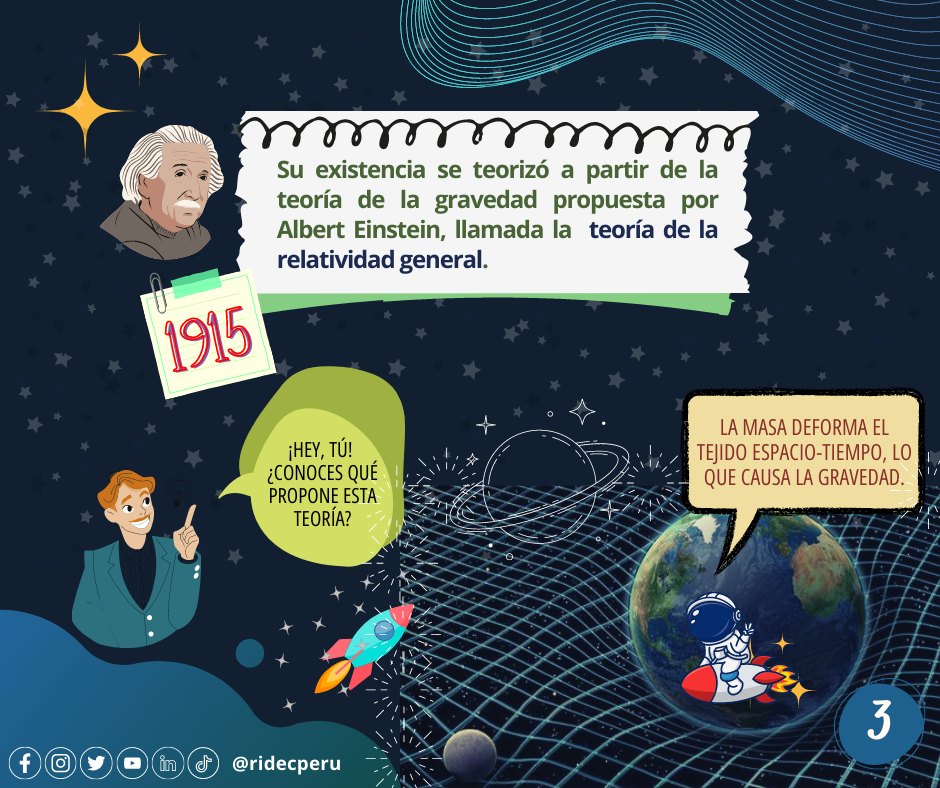 Su existencia se teorizó a partir de la
teoría de la gravedad propuesta por
Albert Einstein, llamada la teoría de la
relatividad general.
1915
¡HEY, TÚ!
¿CONOCES QUÉ
PROPONE ESTA
TEORÍA?
LA MASA DEFORMA EL
TEJIDO ESPACIO-TIEMPO, LO
QUE CAUSA LA GRAVEDAD.
3
@ridecperu